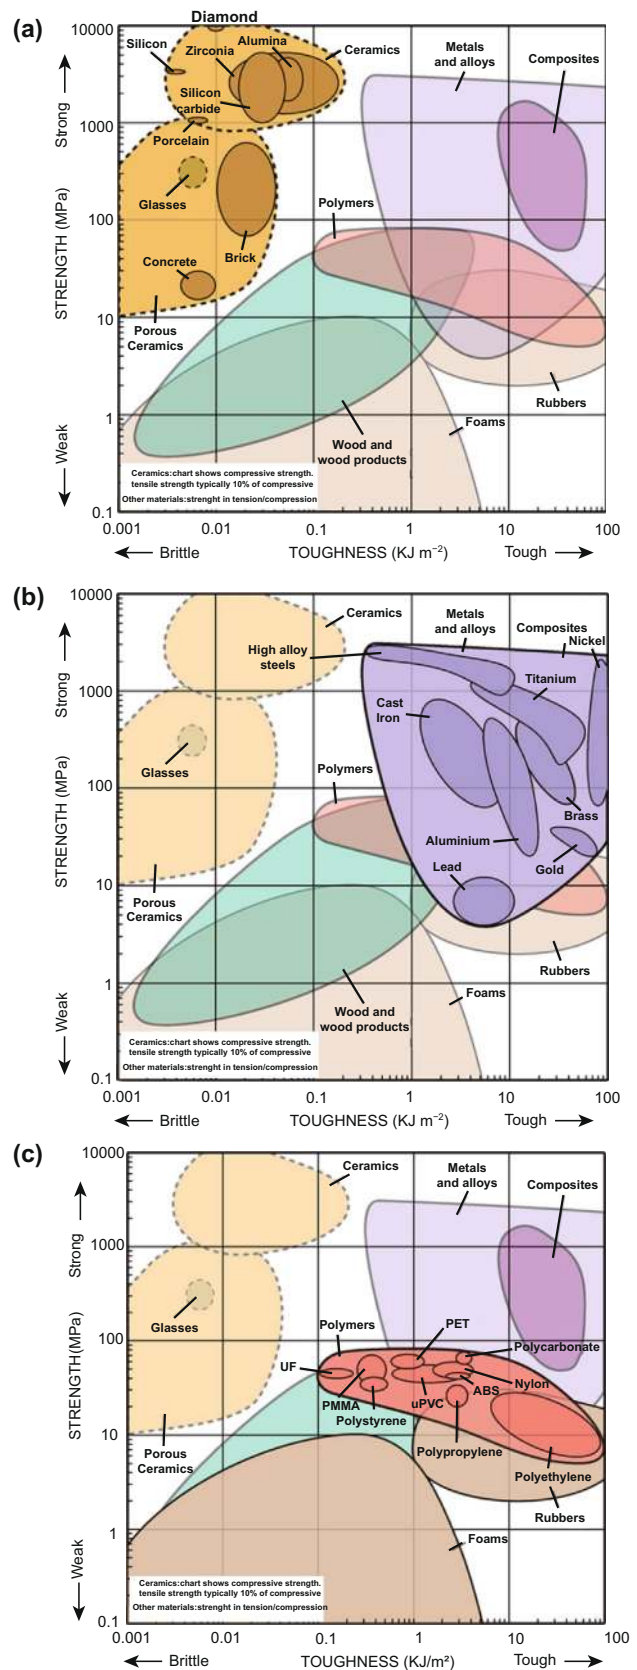 (a)
Diamond
10000
Silicon
Zirconia
Alumina
Ceramics
Metals
and alloys
Composites
Silicon
carbide
Strong
1000
Porcelain
Glasses
STRENGTH (MPa)
100
Polymers
Concrete
Brick
10
Porous
Ceramics
Rubbers
1
Weak
Foams
Wood and
wood products
Ceramics:chart shows compressive strength.
tensile strength typically 10% of compressive
Other materials:strenght in tension/compression
0.1
0.001 0.01 0.1 1 10 100
Brittle TOUGHNESS (KJ m−2) Tough
(b)
10000
Ceramics
Metals
and alloys
Composites
Nickel
High alloy
steels
Strong
1000
Titanium
Cast
Iron
Glasses
Polymers
STRENGTH (MPa)
100
Brass
Aluminium
Gold
Lead
10
Porous
Ceramics
Rubbers
1
Weak
Foams
Wood and
wood products
Ceramics:chart shows compressive strength.
tensile strength typically 10% of compressive
Other materials:strenght in tension/compression
0.1
0.001 0.01 0.1 1 10 100
Brittle TOUGHNESS (KJ m−2) Tough
(c)
10000
Ceramics
Metals
and alloys
Composites
Strong
1000
Glasses
Polymers
PET
Polycarbonate
STRENGTH(MPa)
100
UF
PMMA
uPVC
ABS
Nylon
Polystyrene
10
Porous
Ceramics
Polypropylene
Polyethylene
Rubbers
1
Weak
Foams
Ceramics:chart shows compressive strength.
tensile strength typically 10% of compressive
Other materials:strenght in tension/compression
0.1
0.001 0.01 0.1 1 10 100
Brittle TOUGHNESS (KJ/m²) Tough